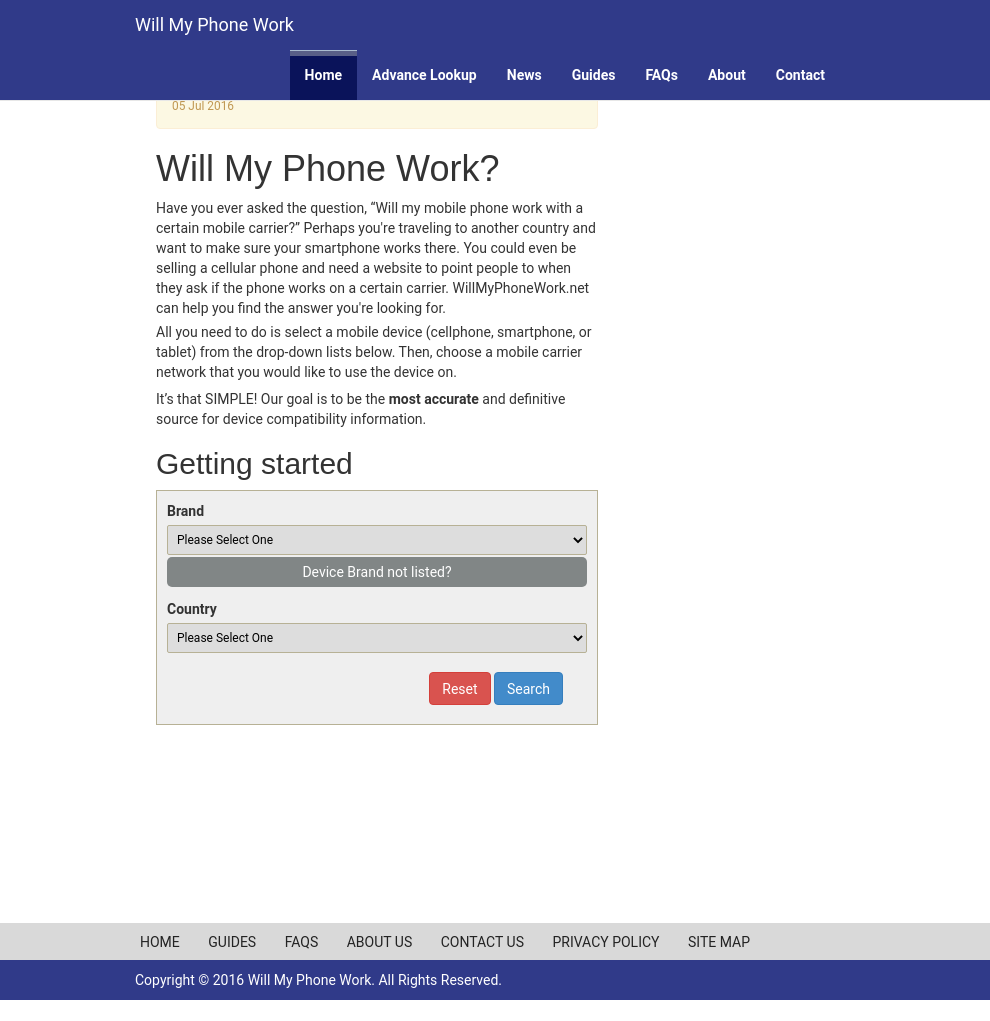 Will My Phone Work
Home
Advance Lookup
News
Guides
FAQs
About
Contact
05 Jul 2016
Will My Phone Work?
Have you ever asked the question, “Will my mobile phone work with a
certain mobile carrier?” Perhaps you're traveling to another country and
want to make sure your smartphone works there. You could even be
selling a cellular phone and need a website to point people to when
they ask if the phone works on a certain carrier. WillMyPhoneWork.net
can help you find the answer you're looking for.
All you need to do is select a mobile device (cellphone, smartphone, or
tablet) from the drop-down lists below. Then, choose a mobile carrier
network that you would like to use the device on.
It’s that SIMPLE! Our goal is to be the most accurate and definitive
source for device compatibility information.
Getting started
Brand
Please Select One
Device Brand not listed?
Country
Please Select One
Reset
Search
HOME
GUIDES
FAQS
ABOUT US
CONTACT US
PRIVACY POLICY
SITE MAP
Copyright © 2016 Will My Phone Work. All Rights Reserved.